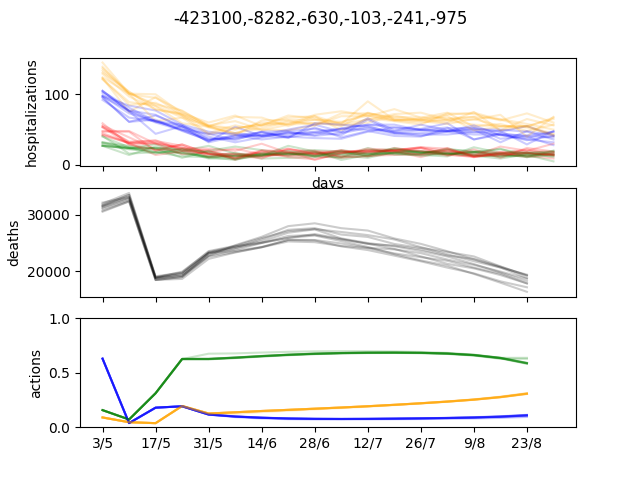 -423100,-8282,-630,-103,-241,-975
hospitalizations
100
0
days
deaths
30000
20000
actions
1.0
0.5
0.0
3/5 17/5 31/5 14/6 28/6 12/7 26/7 9/8 23/8